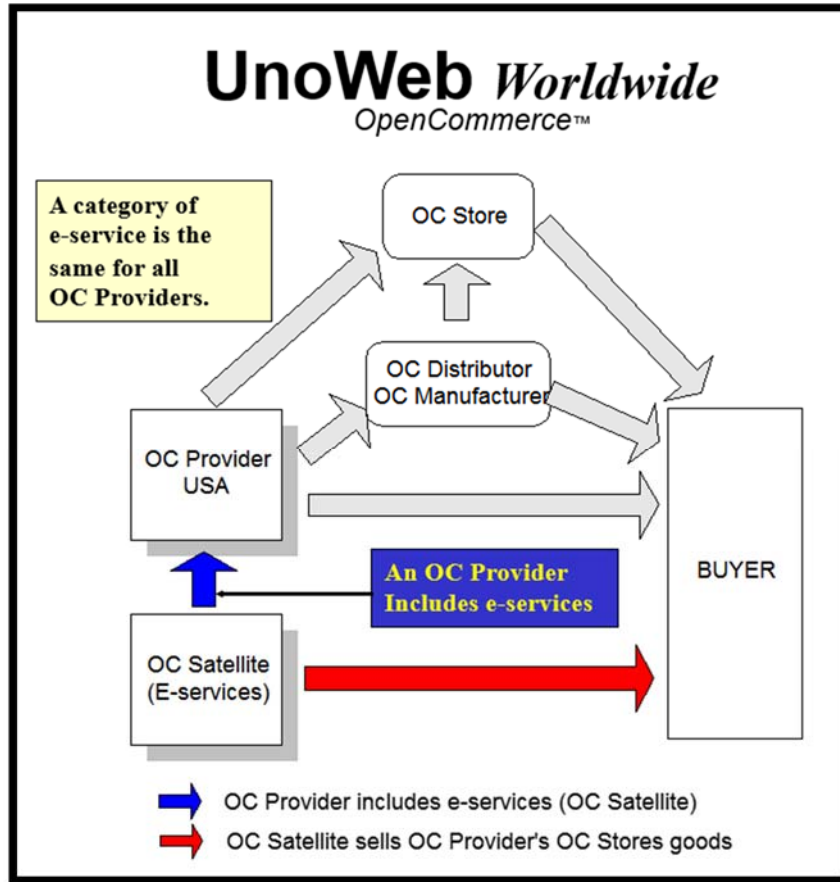 UnoWeb Worldwide
OpenCommerce™
A category of
e-service is the
same for all
OC Providers.
OC Store
OC Distributor
OC Manufacturer
OC Provider
USA
BUYER
An OC Provider
Includes e-services
OC Satellite
(E-services)
OC Provider includes e-services (OC Satellite)
OC Satellite sells OC Provider's OC Stores goods